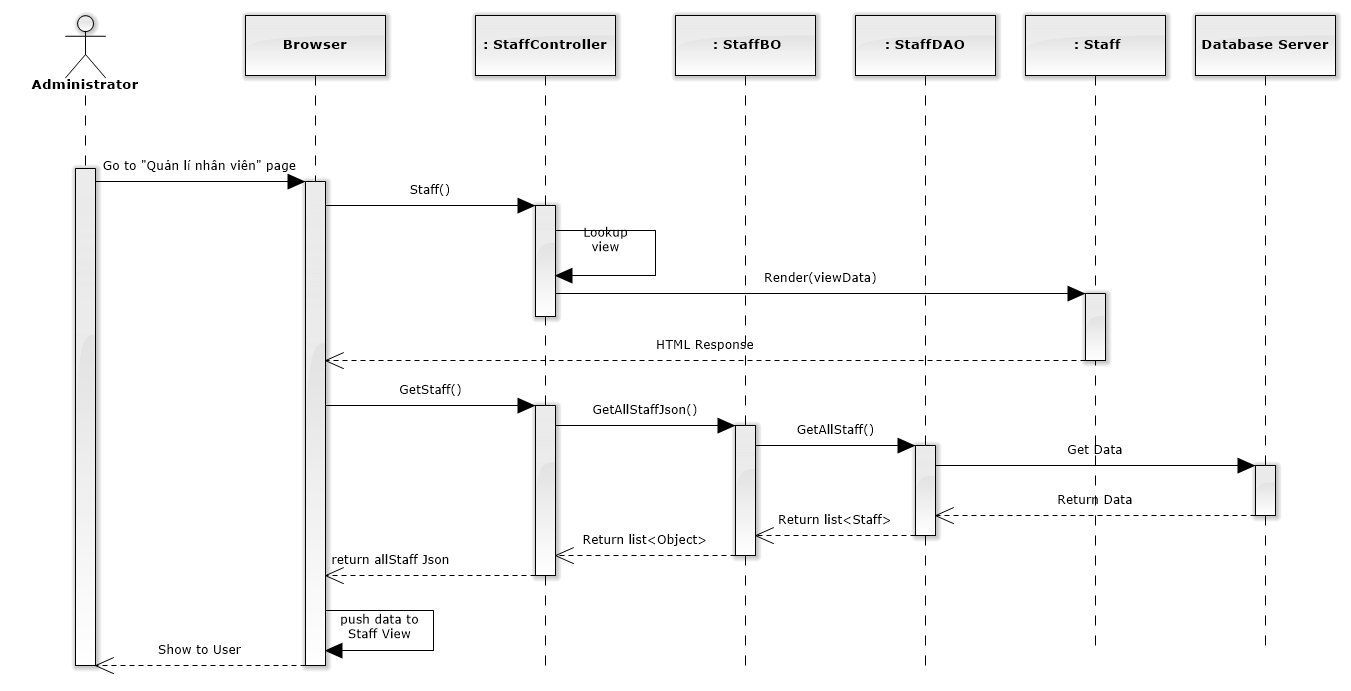 Administrator
Browser
: StaffController
: StaffBO
: StaffDAO
: Staff
Database Server
Go to "Quản lí nhân viên" page
Staff()
Lookup
view
Render(viewData)
HTML Response
GetStaff()
GetAllStaffJson()
GetAllStaff()
Get Data
Return Data
Return list<Staff>
Return list<Object>
return allStaff Json
push data to
Staff View
Show to User